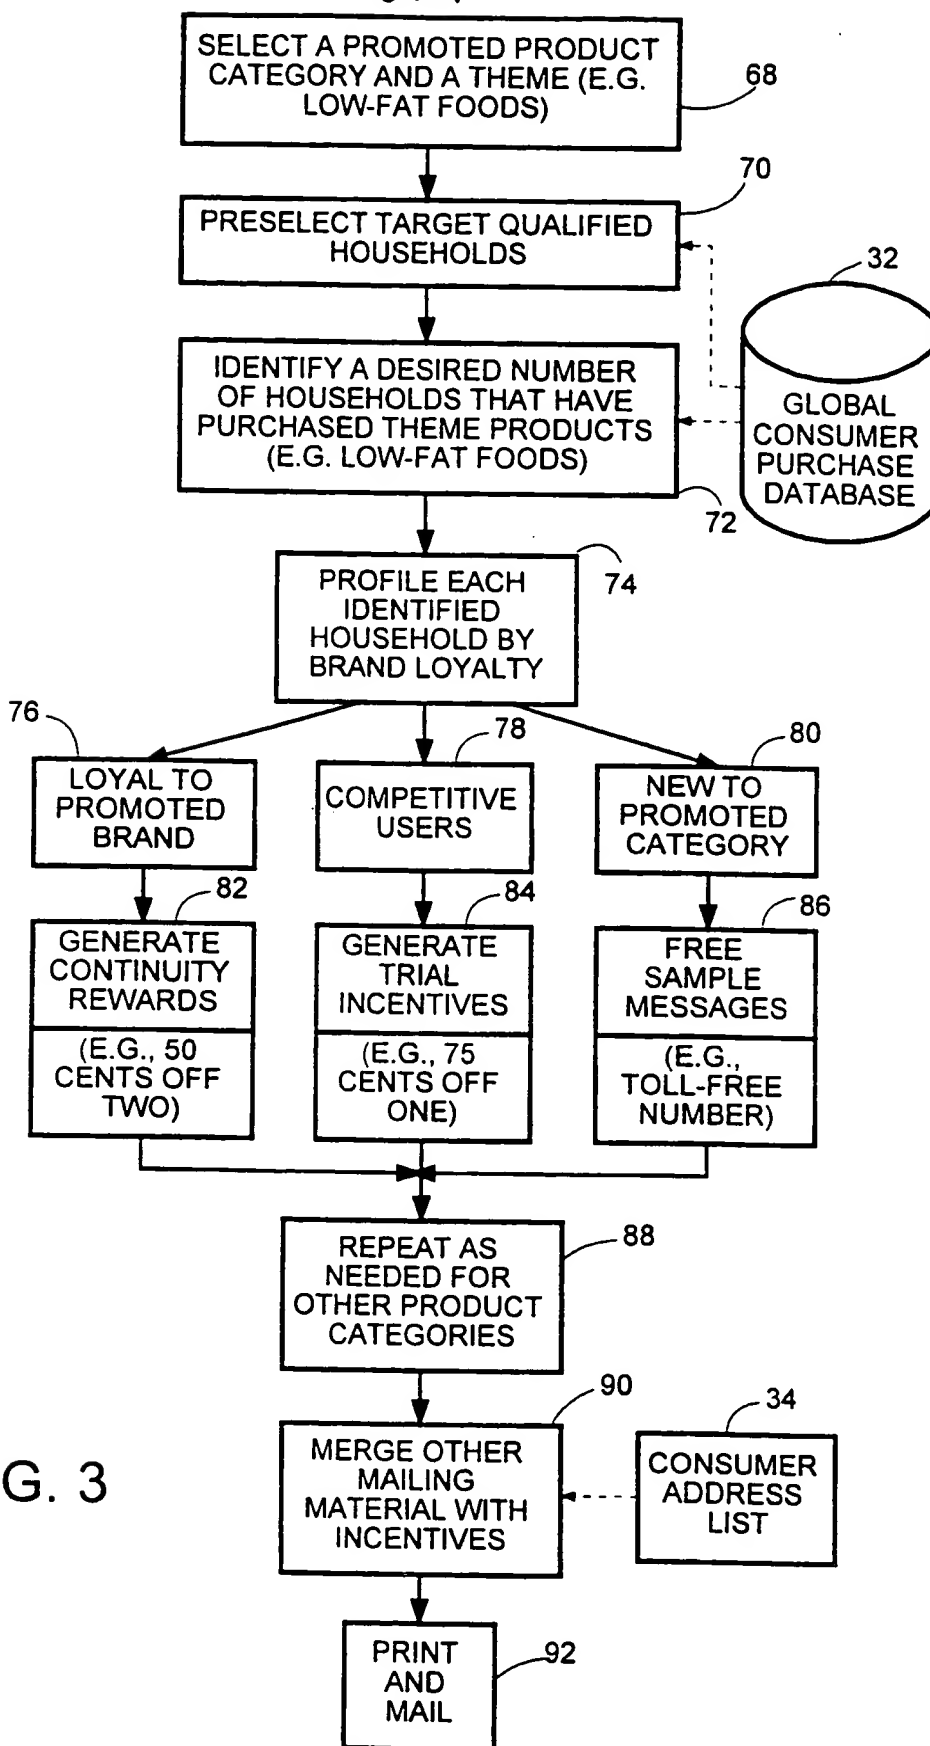 SELECT A PROMOTED PRODUCT
CATEGORY AND A THEME (E.G.
LOW-FAT FOODS)
68
70
PRESELECT TARGET QUALIFIED
HOUSEHOLDS
32
IDENTIFY A DESIRED NUMBER
OF HOUSEHOLDS THAT HAVE
PURCHASED THEME PRODUCTS
(E.G. LOW-FAT FOODS)
72
GLOBAL
CONSUMER
PURCHASE
DATABASE
PROFILE EACH
IDENTIFIED
HOUSEHOLD BY
BRAND LOYALTY
74
76
LOYAL TO
PROMOTED
BRAND
78
COMPETITIVE
USERS
80
NEW TO
PROMOTED
CATEGORY
82
GENERATE
CONTINUITY
REWARDS
(E.G., 50
CENTS OFF
TWO)
84
GENERATE
TRIAL
INCENTIVES
(E.G., 75
CENTS OFF
ONE)
86
FREE
SAMPLE
MESSAGES
(E.G.,
TOLL-FREE
NUMBER)
REPEAT AS
NEEDED FOR
OTHER PRODUCT
CATEGORIES
88
90
MERGE OTHER
MAILING
MATERIAL WITH
INCENTIVES
34
CONSUMER
ADDRESS
LIST
G. 3
PRINT
AND
MAIL
92